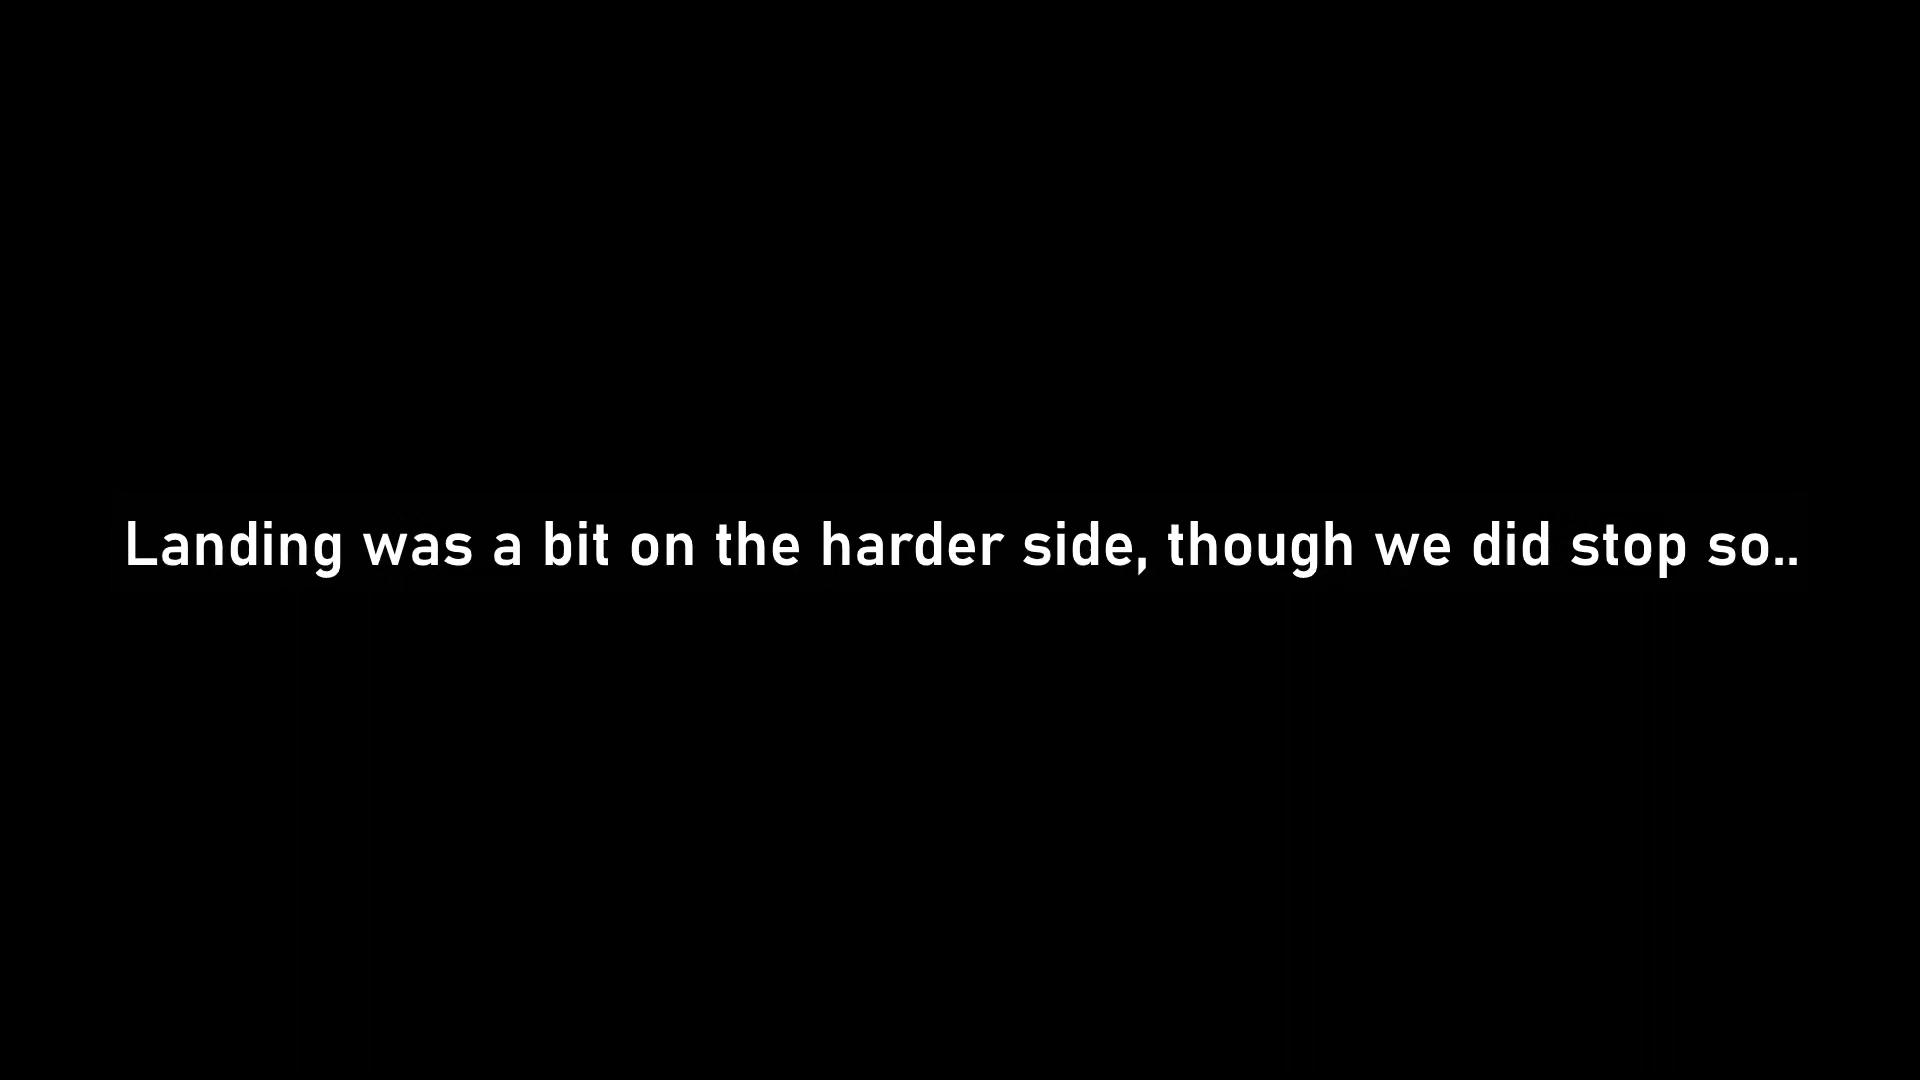 Landing was a bit on the harder side, though we did stop so..